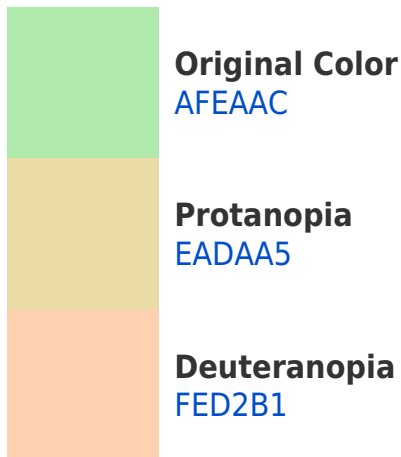 Original Color
AFEAAC
Protanopia
EADAA5
Deuteranopia
FED2B1